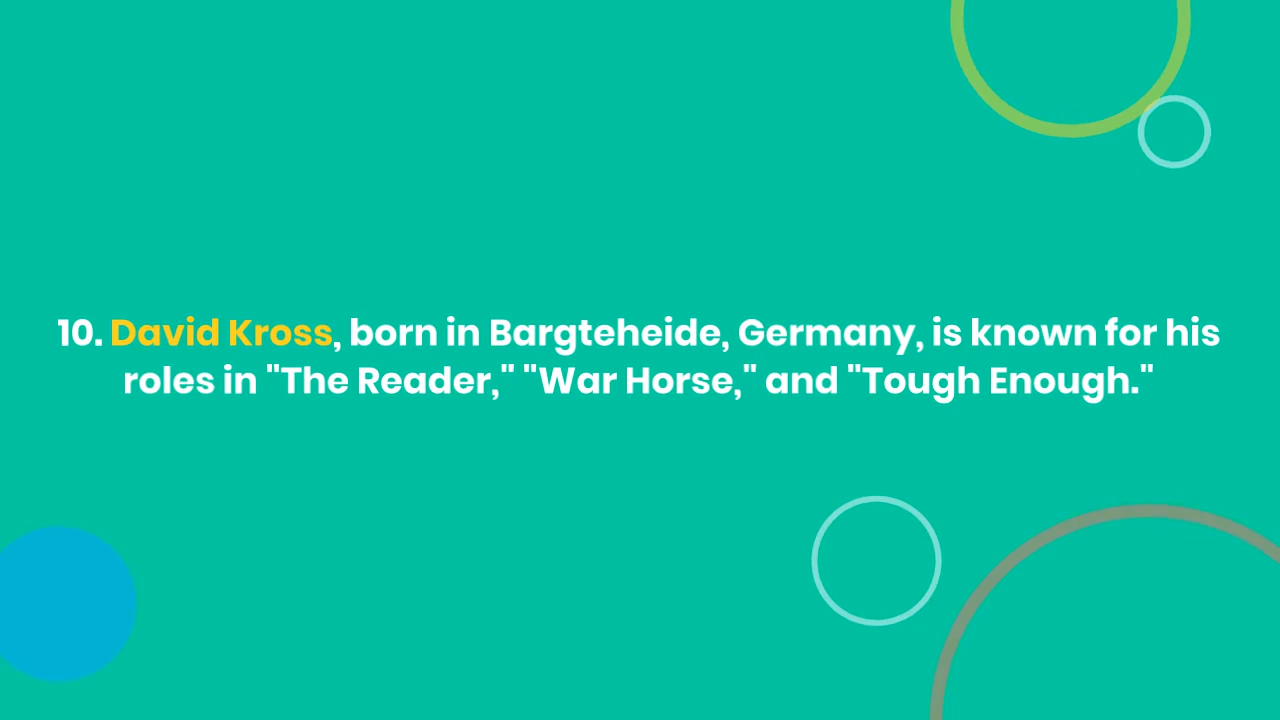 10. David Kross, born in Bargteheide, Germany, is known for his
roles in "The Reader," "War Horse," and "Tough Enough."